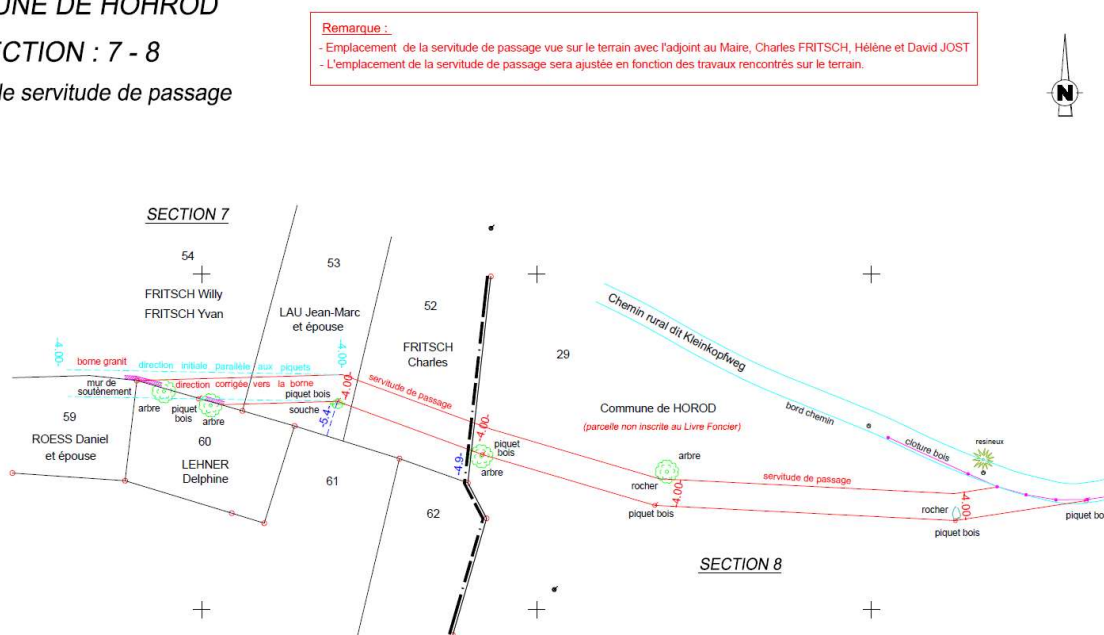 UNE DE HOHROD
ECTION : 7 - 8
de servitude de passage
Remarque :
- Emplacement de la servitude de passage vue sur le terrain avec l'adjoint au Maire, Charles FRITSCH, Hélène et David JOST
- L'emplacement de la servitude de passage sera ajustée en fonction des travaux rencontrés sur le terrain.
N
SECTION 7
54
FRITSCH Willy
FRITSCH Yvan
53
LAU Jean-Marc
et épouse
52
FRITSCH
Charles
29
Chemin rural dit Kleinkopfweg
bord chemin
cloture bois
resineux
Commune de HOROD
(parcelle non inscrite au Livre Foncier)
-4.00-
borne granit
direction initiale parallèle aux piquets
-4.00-
mur de
souténement
direction corrigée vers la borne
piquet bois
-4.00-
servitude de passage
arbre
piquet
bois
arbre
souche
-5.4-
-4.00-
piquet
bois
arbre
-4.9-
59
ROESS Daniel
et épouse
60
LEHNER
Delphine
61
62
arbre
rocher
-4.00-
piquet bois
servitude de passage
rocher
-4.00-
piquet bois
piquet bo
SECTION 8